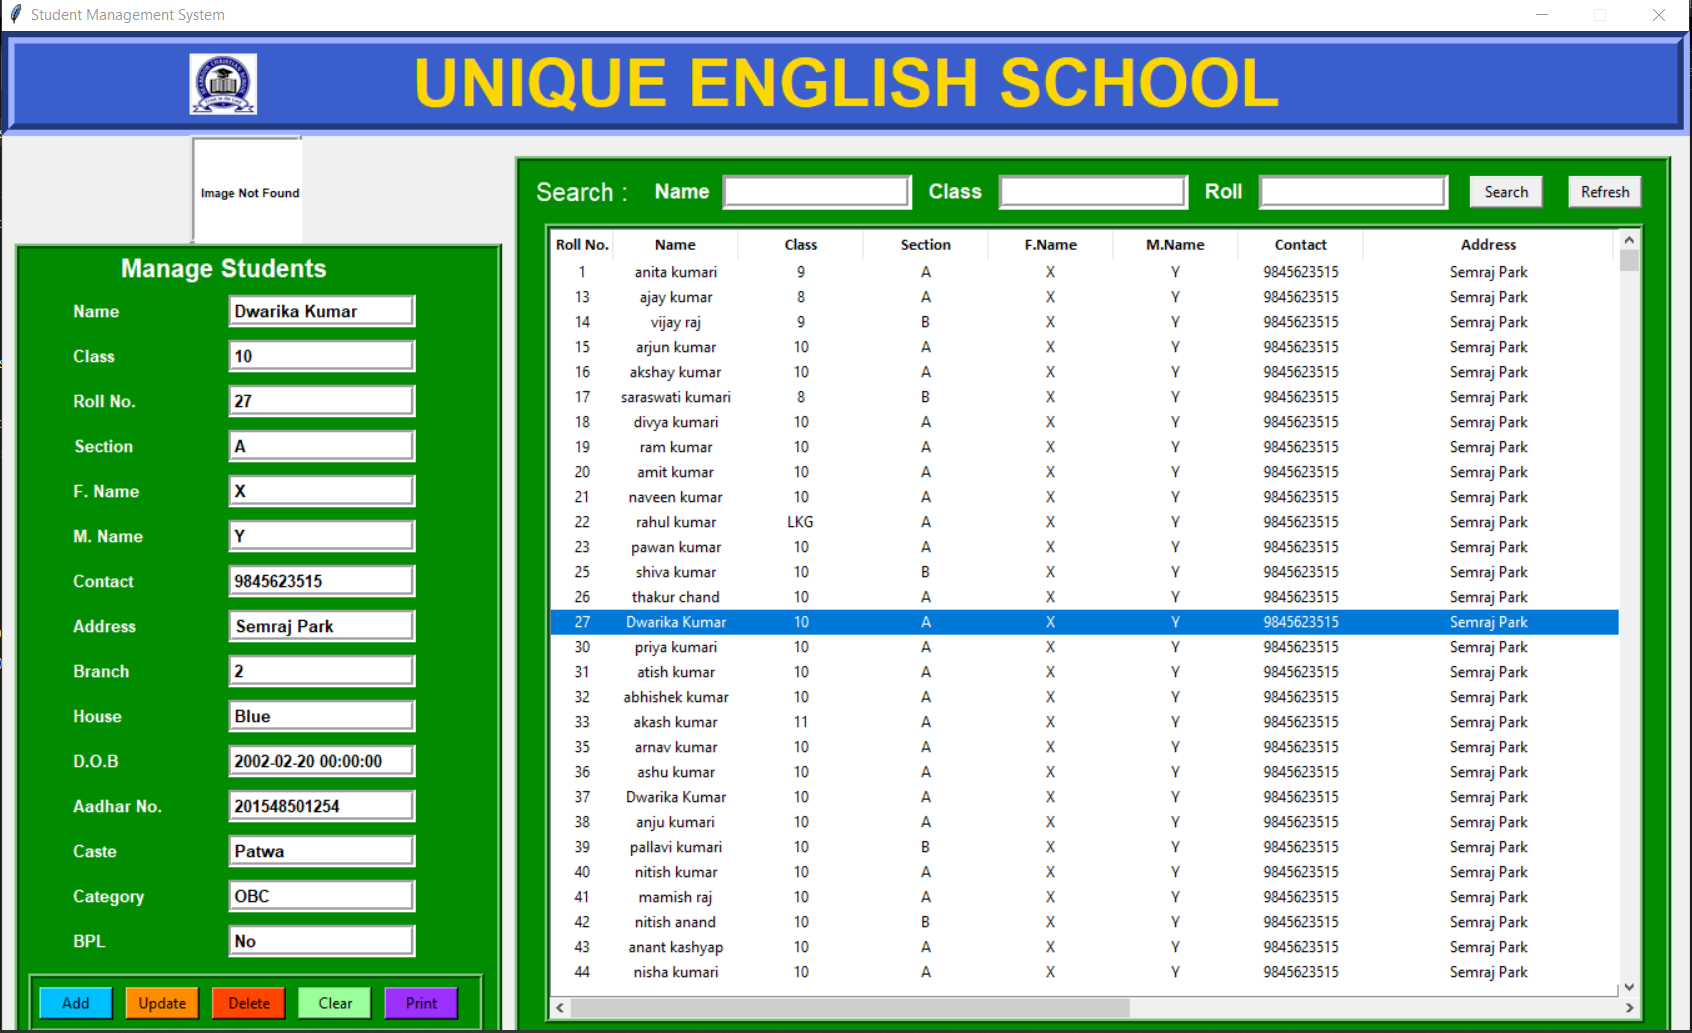 Student Management System
UNIQUE ENGLISH SCHOOL
Image Not Found
Manage Students
Name Dwarika Kumar
Class 10
Roll No. 27
Section A
F. Name X
M. Name Y
Contact 9845623515
Address Semraj Park
Branch 2
House Blue
D.O.B 2002-02-20 00:00:00
Aadhar No. 201548501254
Caste Patwa
Category OBC
BPL No
Add Update Delete Clear Print
Search : Name Class Roll Search Refresh
Roll No. Name Class Section F.Name M.Name Contact Address
1 anita kumari 9 A X Y 9845623515 Semraj Park
13 ajay kumar 8 A X Y 9845623515 Semraj Park
14 vijay raj 9 B X Y 9845623515 Semraj Park
15 arjun kumar 10 A X Y 9845623515 Semraj Park
16 akshay kumar 10 A X Y 9845623515 Semraj Park
17 saraswati kumari 8 B X Y 9845623515 Semraj Park
18 divya kumari 10 A X Y 9845623515 Semraj Park
19 ram kumar 10 A X Y 9845623515 Semraj Park
20 amit kumar 10 A X Y 9845623515 Semraj Park
21 naveen kumar 10 A X Y 9845623515 Semraj Park
22 rahul kumar LKG A X Y 9845623515 Semraj Park
23 pawan kumar 10 A X Y 9845623515 Semraj Park
25 shiva kumar 10 B X Y 9845623515 Semraj Park
26 thakur chand 10 A X Y 9845623515 Semraj Park
27 Dwarika Kumar 10 A X Y 9845623515 Semraj Park
30 priya kumari 10 A X Y 9845623515 Semraj Park
31 atish kumar 10 A X Y 9845623515 Semraj Park
32 abhishek kumar 10 A X Y 9845623515 Semraj Park
33 akash kumar 11 A X Y 9845623515 Semraj Park
35 arnav kumar 10 A X Y 9845623515 Semraj Park
36 ashu kumar 10 A X Y 9845623515 Semraj Park
37 Dwarika Kumar 10 A X Y 9845623515 Semraj Park
38 anju kumari 10 A X Y 9845623515 Semraj Park
39 pallavi kumari 10 B X Y 9845623515 Semraj Park
40 nitish kumar 10 A X Y 9845623515 Semraj Park
41 mamish raj 10 A X Y 9845623515 Semraj Park
42 nitish anand 10 B X Y 9845623515 Semraj Park
43 anant kashyap 10 A X Y 9845623515 Semraj Park
44 nisha kumari 10 A X Y 9845623515 Semraj Park